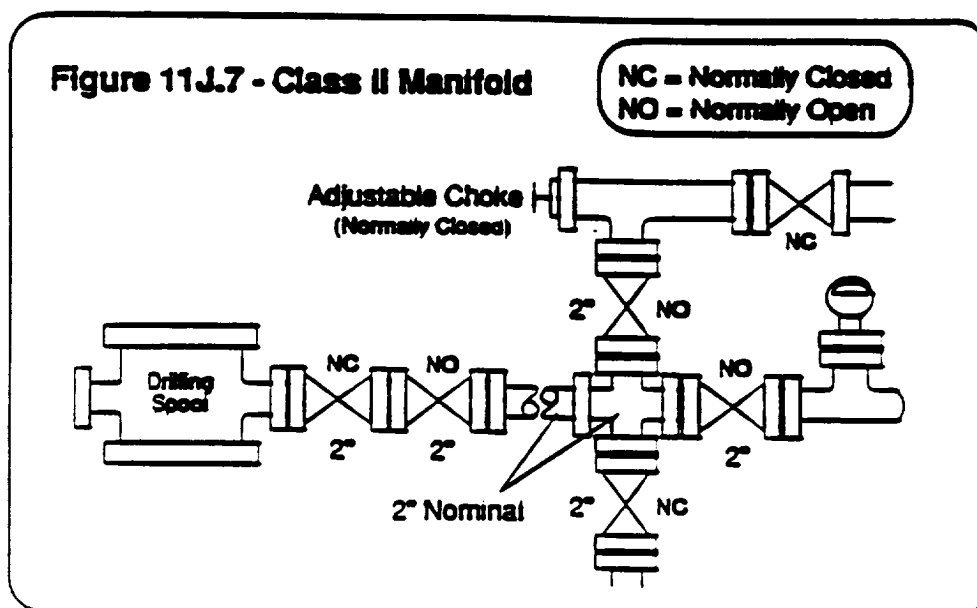 Figure 11J.7 - Class II Manifold
NC = Normally Closed
NO = Normally Open
Adjustable Choke
(Normally Closed)
NC
2"
NO
Drilling
Spool
NC
NO
NO
2"
2"
2"
2" Nominal
2"
NC